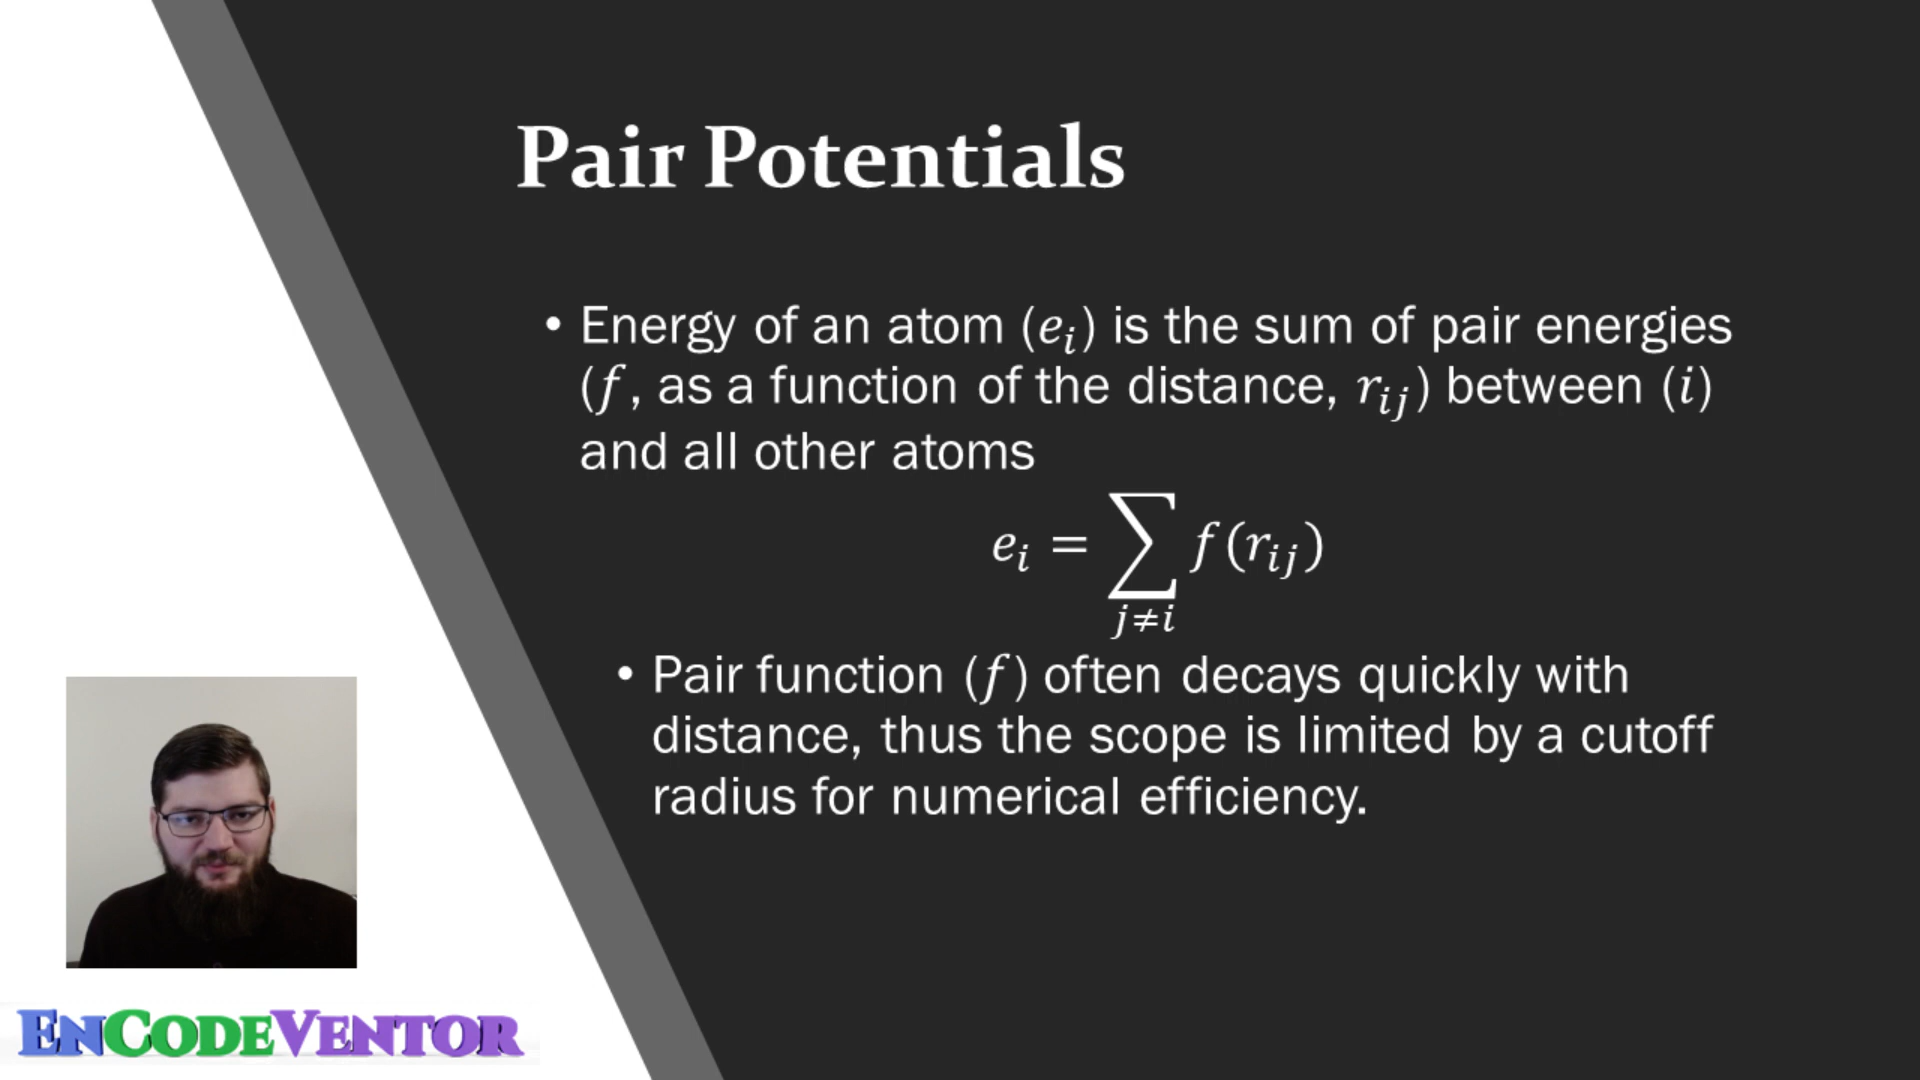 Pair Potentials
• Energy of an atom (eᵢ) is the sum of pair energies
(f, as a function of the distance, rᵢⱼ) between (i)
and all other atoms
eᵢ = ∑ f(rᵢⱼ)
j≠i
• Pair function (f) often decays quickly with
distance, thus the scope is limited by a cutoff
radius for numerical efficiency.
ENCODEVENTOR